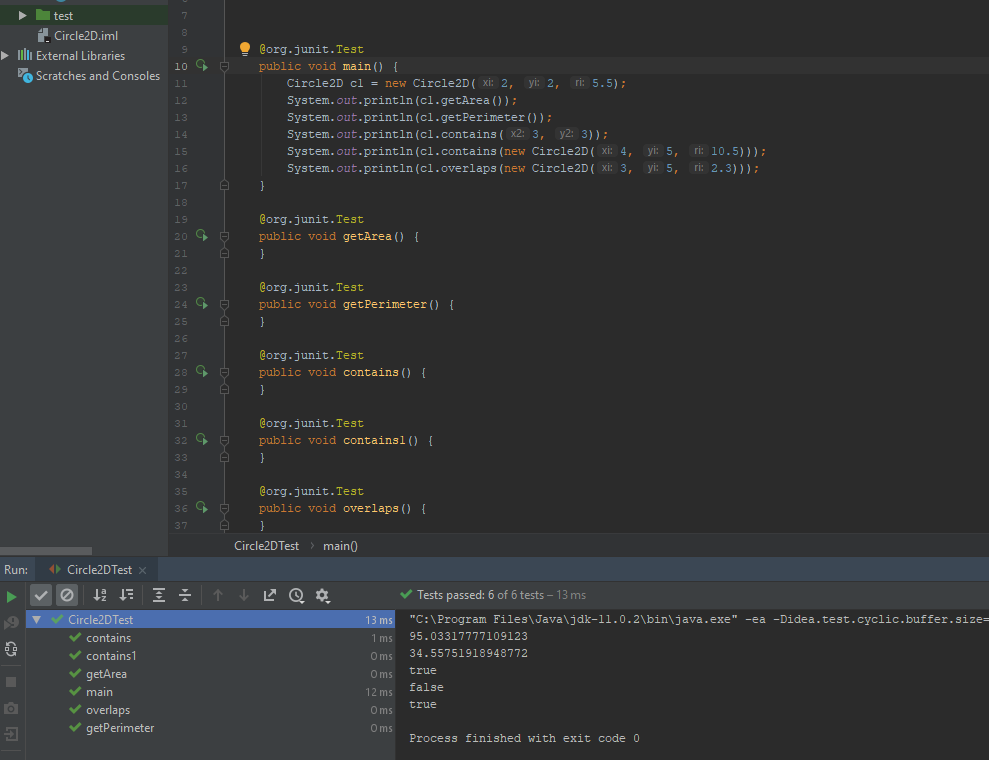 test
Circle2D.iml
External Libraries
Scratches and Consoles
7
8
9 @org.junit.Test
10 public void main() {
11 Circle2D c1 = new Circle2D( xi: 2, yi: 2, ri: 5.5);
12 System.out.println(c1.getArea());
13 System.out.println(c1.getPerimeter());
14 System.out.println(c1.contains( x2: 3, y2: 3));
15 System.out.println(c1.contains(new Circle2D( xi: 4, yi: 5, ri: 10.5)));
16 System.out.println(c1.overlaps(new Circle2D( xi: 3, yi: 5, ri: 2.3)));
17 }
18
19 @org.junit.Test
20 public void getArea() {
21 }
22
23 @org.junit.Test
24 public void getPerimeter() {
25 }
26
27 @org.junit.Test
28 public void contains() {
29 }
30
31 @org.junit.Test
32 public void contains1() {
33 }
34
35 @org.junit.Test
36 public void overlaps() {
37 }
Circle2DTest > main()
Run: Circle2DTest ×
Tests passed: 6 of 6 tests – 13 ms
Circle2DTest 13 ms
contains 1 ms
contains1 0 ms
getArea 0 ms
main 12 ms
overlaps 0 ms
getPerimeter 0 ms
"C:\Program Files\Java\jdk-11.0.2\bin\java.exe" -ea -Didea.test.cyclic.buffer.size=
95.03317777109123
34.55751918948772
true
false
true
Process finished with exit code 0